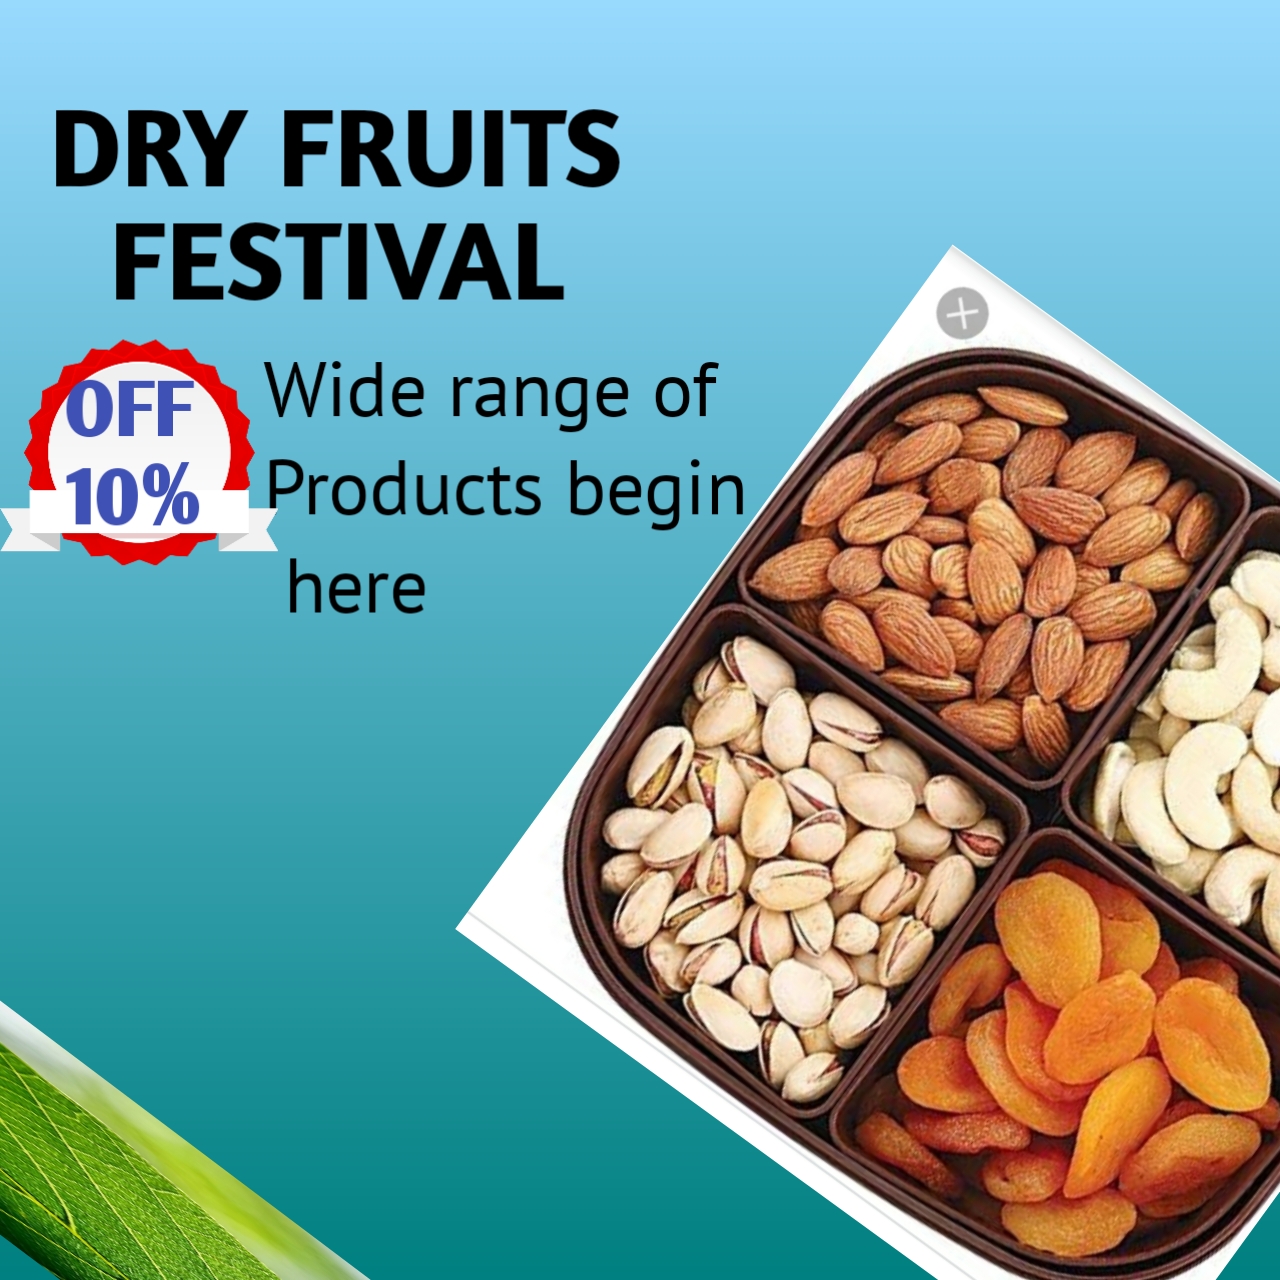 DRY FRUITS
FESTIVAL
OFF
10%
Wide range of
Products begin
here